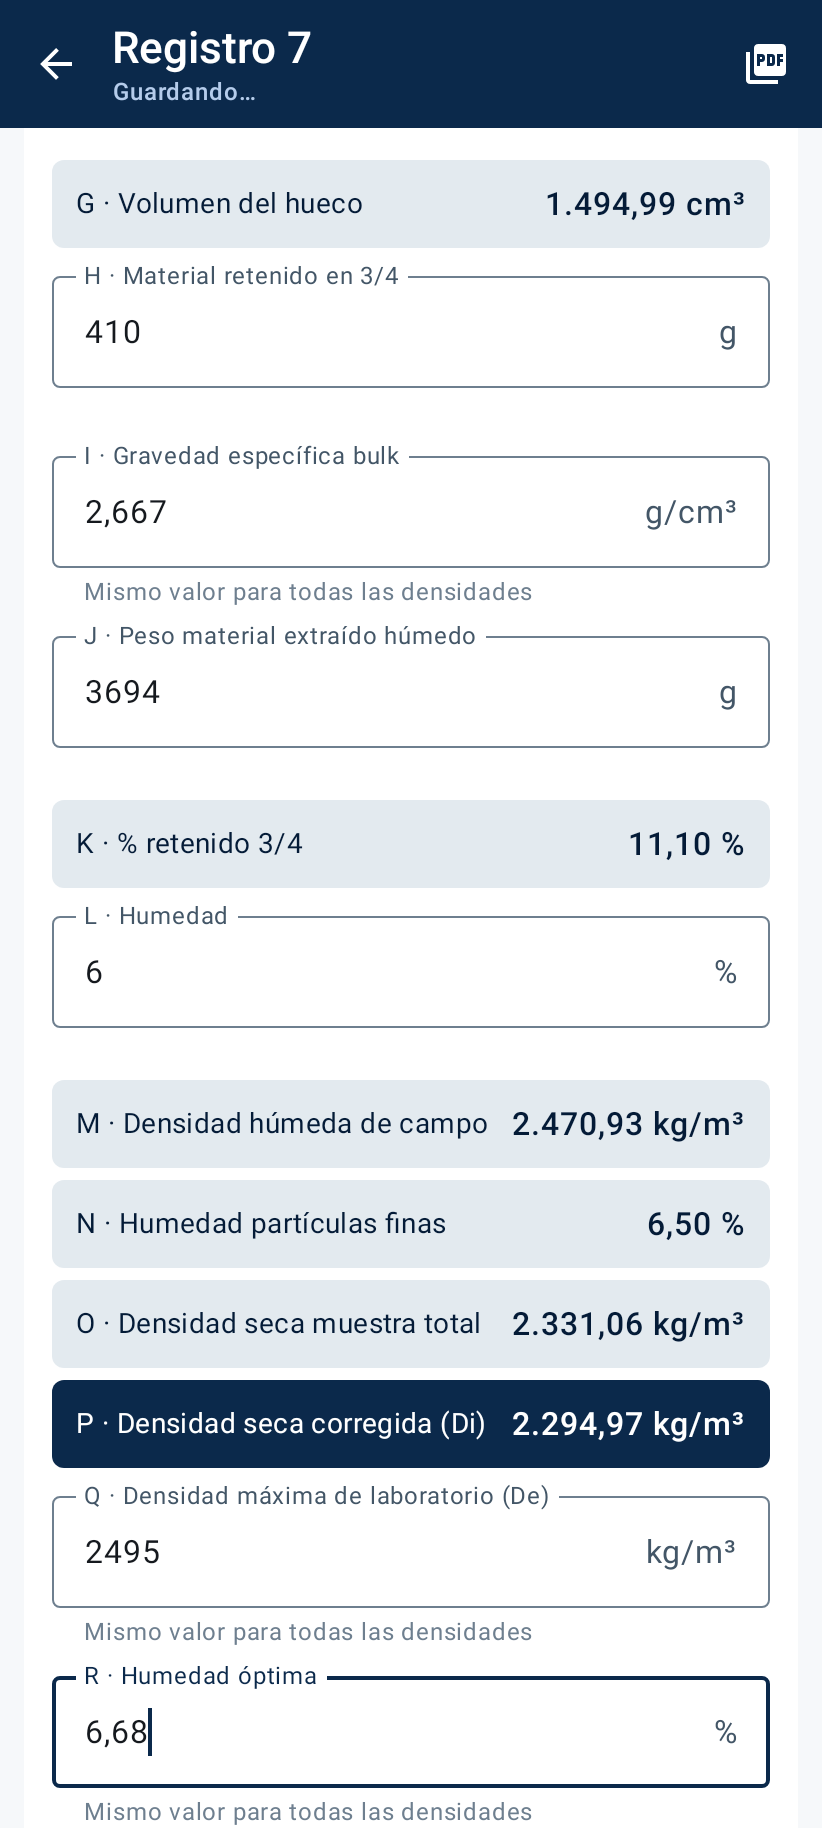 Registro 7
Guardando…
PDF
G · Volumen del hueco 1.494,99 cm³
H · Material retenido en 3/4
410 g
I · Gravedad específica bulk
2,667 g/cm³
Mismo valor para todas las densidades
J · Peso material extraído húmedo
3694 g
K · % retenido 3/4 11,10 %
L · Humedad
6 %
M · Densidad húmeda de campo 2.470,93 kg/m³
N · Humedad partículas finas 6,50 %
O · Densidad seca muestra total 2.331,06 kg/m³
P · Densidad seca corregida (Di) 2.294,97 kg/m³
Q · Densidad máxima de laboratorio (De)
2495 kg/m³
Mismo valor para todas las densidades
R · Humedad óptima
6,68 %
Mismo valor para todas las densidades